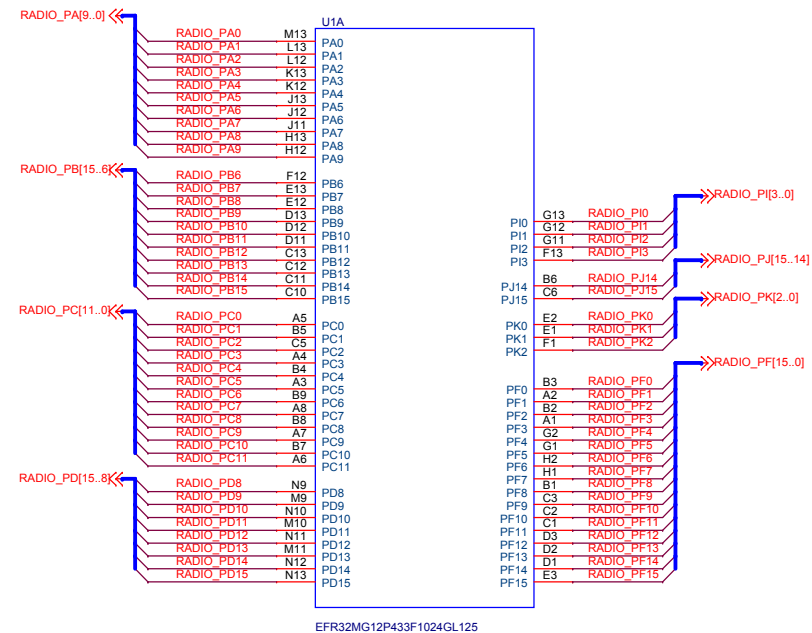 U1A
RADIO_PA[9..0]
RADIO_PA0 M13 PA0
RADIO_PA1 L13 PA1
RADIO_PA2 L12 PA2
RADIO_PA3 K13 PA3
RADIO_PA4 K12 PA4
RADIO_PA5 J13 PA5
RADIO_PA6 J12 PA6
RADIO_PA7 J11 PA7
RADIO_PA8 H13 PA8
RADIO_PA9 H12 PA9
RADIO_PB[15..6]
RADIO_PB6 F12 PB6
RADIO_PB7 E13 PB7
RADIO_PB8 E12 PB8
RADIO_PB9 D13 PB9
RADIO_PB10 D12 PB10
RADIO_PB11 D11 PB11
RADIO_PB12 C13 PB12
RADIO_PB13 C12 PB13
RADIO_PB14 C11 PB14
RADIO_PB15 C10 PB15
RADIO_PC[11..0]
RADIO_PC0 A5 PC0
RADIO_PC1 B5 PC1
RADIO_PC2 C5 PC2
RADIO_PC3 A4 PC3
RADIO_PC4 B4 PC4
RADIO_PC5 A3 PC5
RADIO_PC6 B9 PC6
RADIO_PC7 A8 PC7
RADIO_PC8 B8 PC8
RADIO_PC9 A7 PC9
RADIO_PC10 B7 PC10
RADIO_PC11 A6 PC11
RADIO_PD[15..8]
RADIO_PD8 N9 PD8
RADIO_PD9 M9 PD9
RADIO_PD10 N10 PD10
RADIO_PD11 M10 PD11
RADIO_PD12 N11 PD12
RADIO_PD13 M11 PD13
RADIO_PD14 N12 PD14
RADIO_PD15 N13 PD15
RADIO_PI[3..0]
PI0 G13 RADIO_PI0
PI1 G12 RADIO_PI1
PI2 G11 RADIO_PI2
PI3 F13 RADIO_PI3
RADIO_PJ[15..14]
PJ14 B6 RADIO_PJ14
PJ15 C6 RADIO_PJ15
RADIO_PK[2..0]
PK0 E2 RADIO_PK0
PK1 E1 RADIO_PK1
PK2 F1 RADIO_PK2
RADIO_PF[15..0]
PF0 B3 RADIO_PF0
PF1 A2 RADIO_PF1
PF2 B2 RADIO_PF2
PF3 A1 RADIO_PF3
PF4 G2 RADIO_PF4
PF5 G1 RADIO_PF5
PF6 H2 RADIO_PF6
PF7 H1 RADIO_PF7
PF8 B1 RADIO_PF8
PF9 C3 RADIO_PF9
PF10 C2 RADIO_PF10
PF11 C1 RADIO_PF11
PF12 D3 RADIO_PF12
PF13 D2 RADIO_PF13
PF14 D1 RADIO_PF14
PF15 E3 RADIO_PF15
EFR32MG12P433F1024GL125